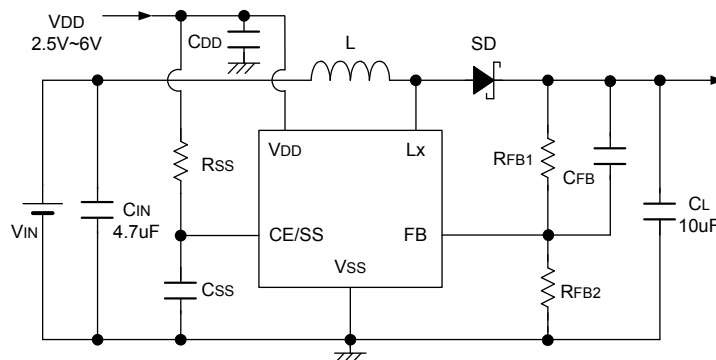 VDD
2.5V~6V
CDD
L
SD
VDD
Lx
RSS
RFB1
CFB
VIN
CIN
4.7uF
CE/SS
FB
CL
10uF
VSS
CSS
RFB2